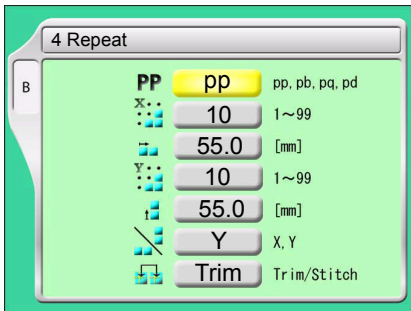 4 Repeat
B
PP pp pp, pb, pq, pd
X 10 1~99
55.0 [mm]
Y 10 1~99
55.0 [mm]
Y X, Y
Trim Trim/Stitch